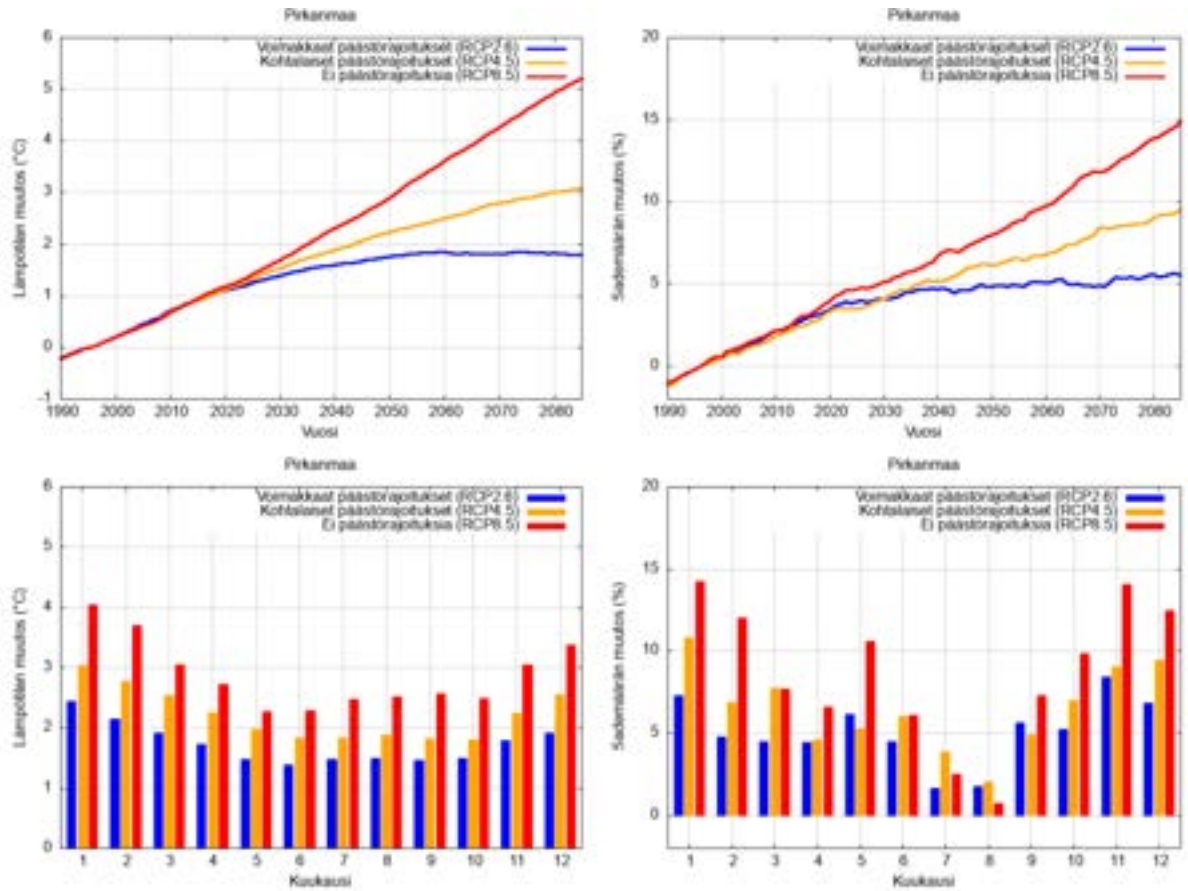 Pirkanmaa
Voimakkaat päästörajoitukset (RCP2.6)
Kohtalaiset päästörajoitukset (RCP4.5)
Ei päästörajoituksia (RCP8.5)
Lämpötilan muutos (°C)
6
5
4
3
2
1
0
-1
1990 2000 2010 2020 2030 2040 2050 2060 2070 2080
Vuosi
Pirkanmaa
Voimakkaat päästörajoitukset (RCP2.6)
Kohtalaiset päästörajoitukset (RCP4.5)
Ei päästörajoituksia (RCP8.5)
Sademäärän muutos (%)
20
15
10
5
0
1990 2000 2010 2020 2030 2040 2050 2060 2070 2080
Vuosi
Pirkanmaa
Voimakkaat päästörajoitukset (RCP2.6)
Kohtalaiset päästörajoitukset (RCP4.5)
Ei päästörajoituksia (RCP8.5)
Lämpötilan muutos (°C)
6
5
4
3
2
1
0
1 2 3 4 5 6 7 8 9 10 11 12
Kuukausi
Pirkanmaa
Voimakkaat päästörajoitukset (RCP2.6)
Kohtalaiset päästörajoitukset (RCP4.5)
Ei päästörajoituksia (RCP8.5)
Sademäärän muutos (%)
20
15
10
5
0
1 2 3 4 5 6 7 8 9 10 11 12
Kuukausi